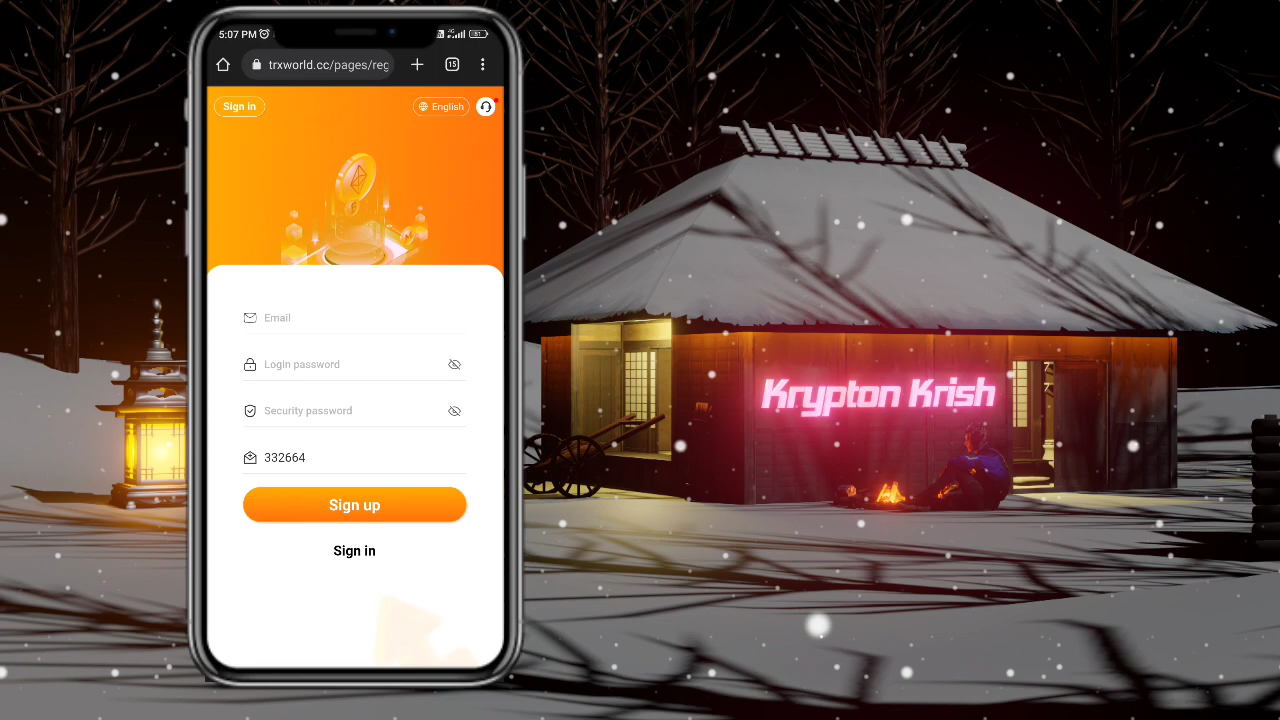 5:07 PM
trxworld.cc/pages/reg
15
Sign in
English
Email
Login password
Security password
332664
Sign up
Sign in
Krypton Krish